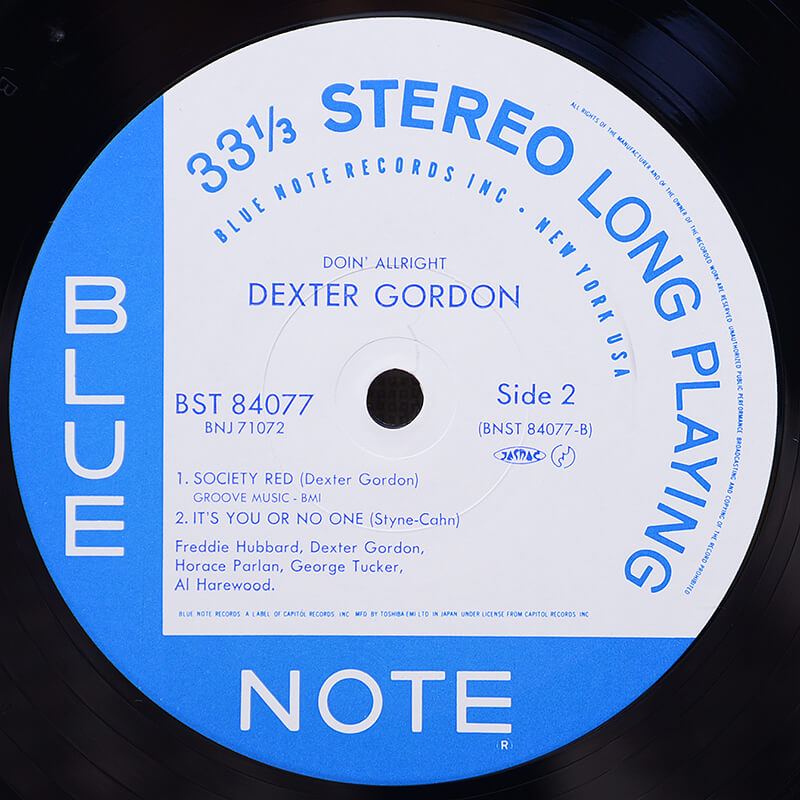 33⅓ STEREO LONG PLAYING
BLUE NOTE RECORDS INC • NEW YORK USA
ALL RIGHTS OF THE MANUFACTURER AND OF THE OWNER OF THE RECORDED WORK ARE RESERVED. UNAUTHORIZED PUBLIC PERFORMANCE BROADCASTING AND COPYING OF THE RECORD PROHIBITED
DOIN' ALLRIGHT
DEXTER GORDON
BST 84077
BNJ 71072
Side 2
(BNST 84077-B)
JASRAC
1. SOCIETY RED (Dexter Gordon)
GROOVE MUSIC - BMI
2. IT'S YOU OR NO ONE (Styne-Cahn)
Freddie Hubbard, Dexter Gordon,
Horace Parlan, George Tucker,
Al Harewood.
BLUE NOTE RECORDS: A LABEL OF CAPITOL RECORDS. INC MFD. BY TOSHIBA EMI LTD. IN JAPAN. UNDER LICENSE FROM CAPITOL RECORDS. INC
BLUE
NOTE
(R)